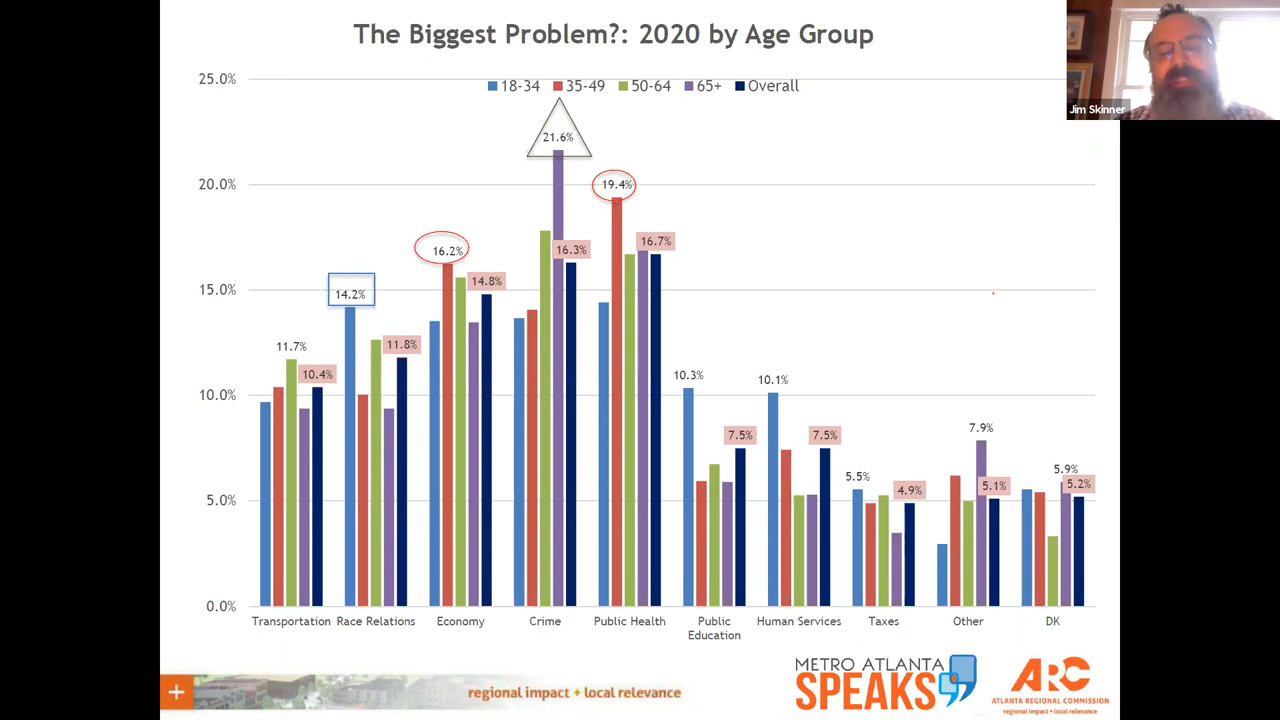 The Biggest Problem?: 2020 by Age Group
Jim Skinner
25.0%
18-34 35-49 50-64 65+ Overall
21.6%
20.0%
19.4%
16.2%
16.3%
16.7%
15.0%
14.2%
14.8%
11.7%
11.8%
10.4%
10.3%
10.1%
10.0%
7.5%
7.5%
7.9%
5.5%
4.9%
5.1%
5.9%
5.2%
5.0%
0.0%
Transportation Race Relations Economy Crime Public Health Public Education Human Services Taxes Other DK
+ regional impact + local relevance
METRO ATLANTA
SPEAKS
ARC
ATLANTA REGIONAL COMMISSION
regional impact + local relevance